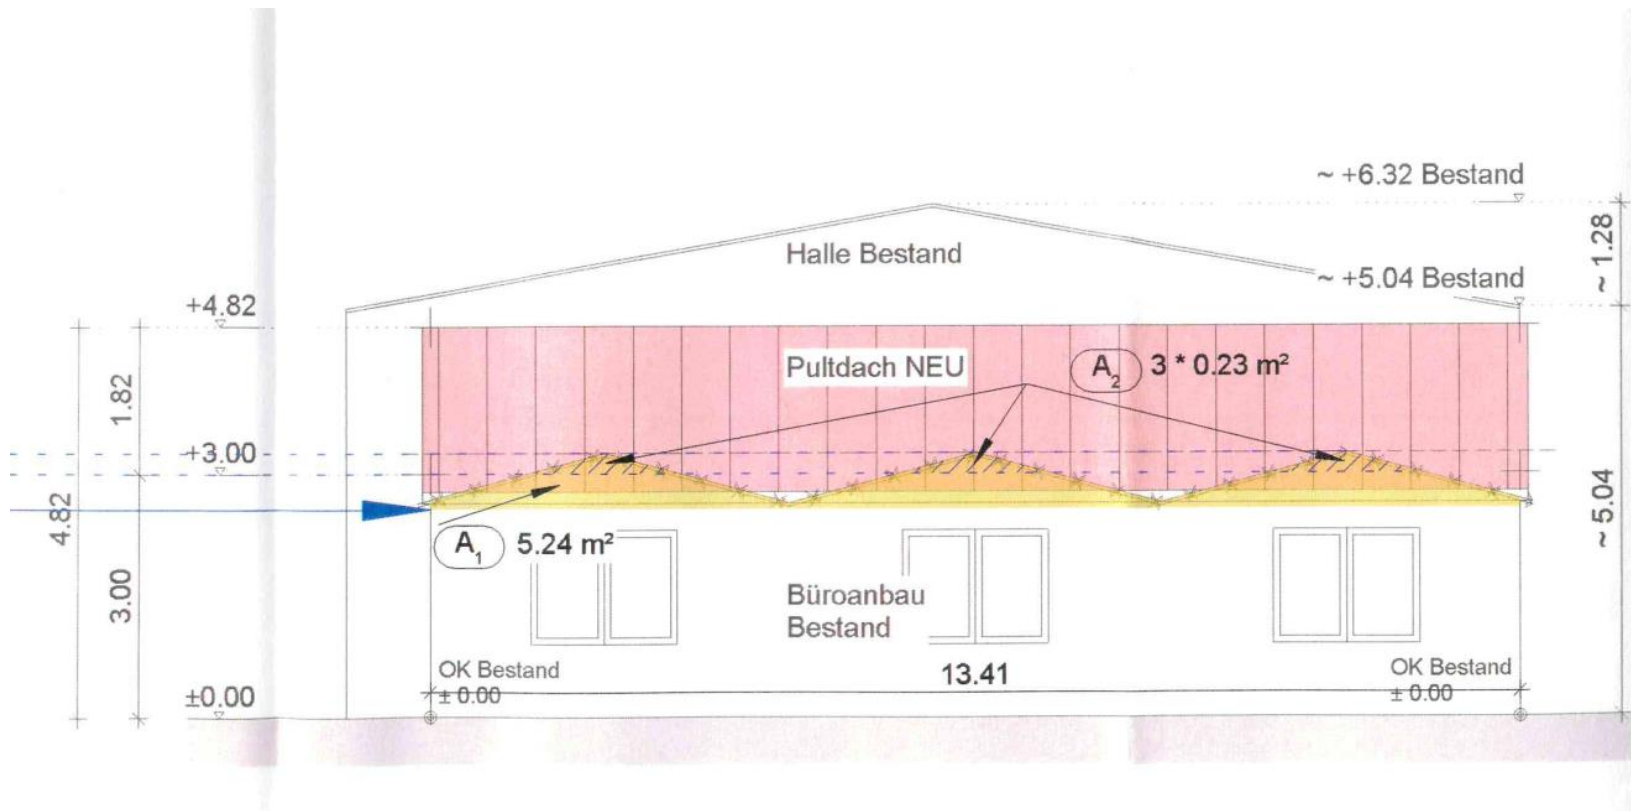 ~ +6.32 Bestand
Halle Bestand
~ 1.28
~ +5.04 Bestand
+4.82
Pultdach NEU
A2 3 * 0.23 m²
1.82
+3.00
4.82
~ 5.04
A1 5.24 m²
3.00
Büroanbau
Bestand
OK Bestand
± 0.00
13.41
OK Bestand
± 0.00
±0.00